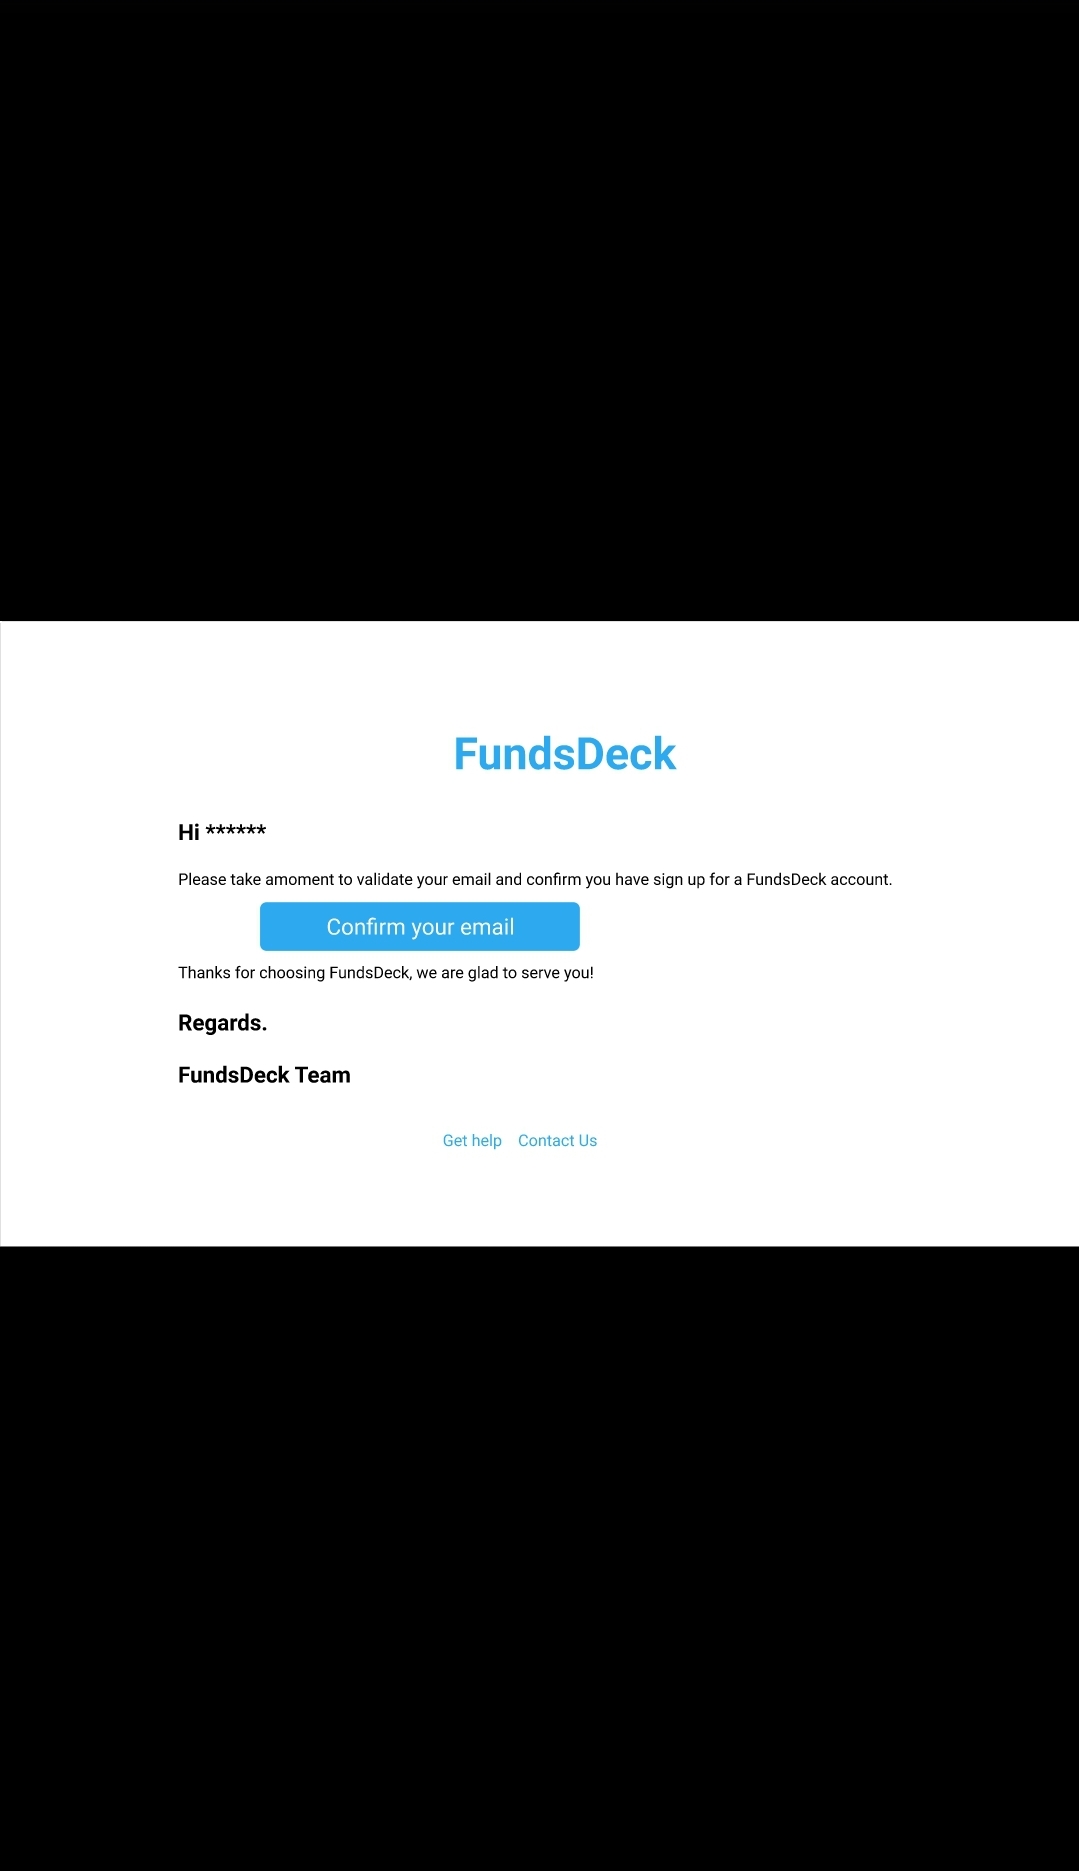 FundsDeck
Hi ******
Please take amoment to validate your email and confirm you have sign up for a FundsDeck account.
Confirm your email
Thanks for choosing FundsDeck, we are glad to serve you!
Regards.
FundsDeck Team
Get help Contact Us